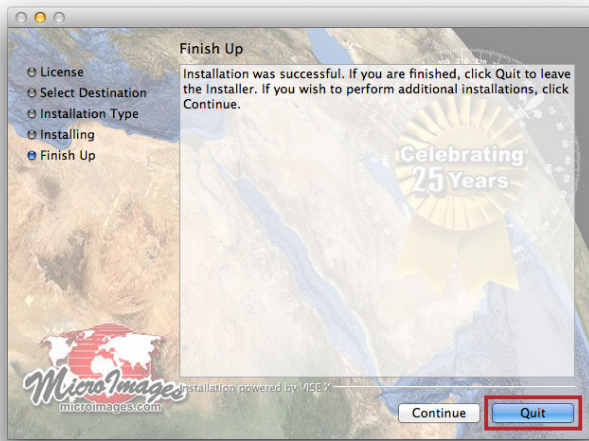 Finish Up
License
Select Destination
Installation Type
Installing
Finish Up
Installation was successful. If you are finished, click Quit to leave
the Installer. If you wish to perform additional installations, click
Continue.
Celebrating
25 Years
MicroImages
microimages.com
Installation powered by VISE X
Continue
Quit